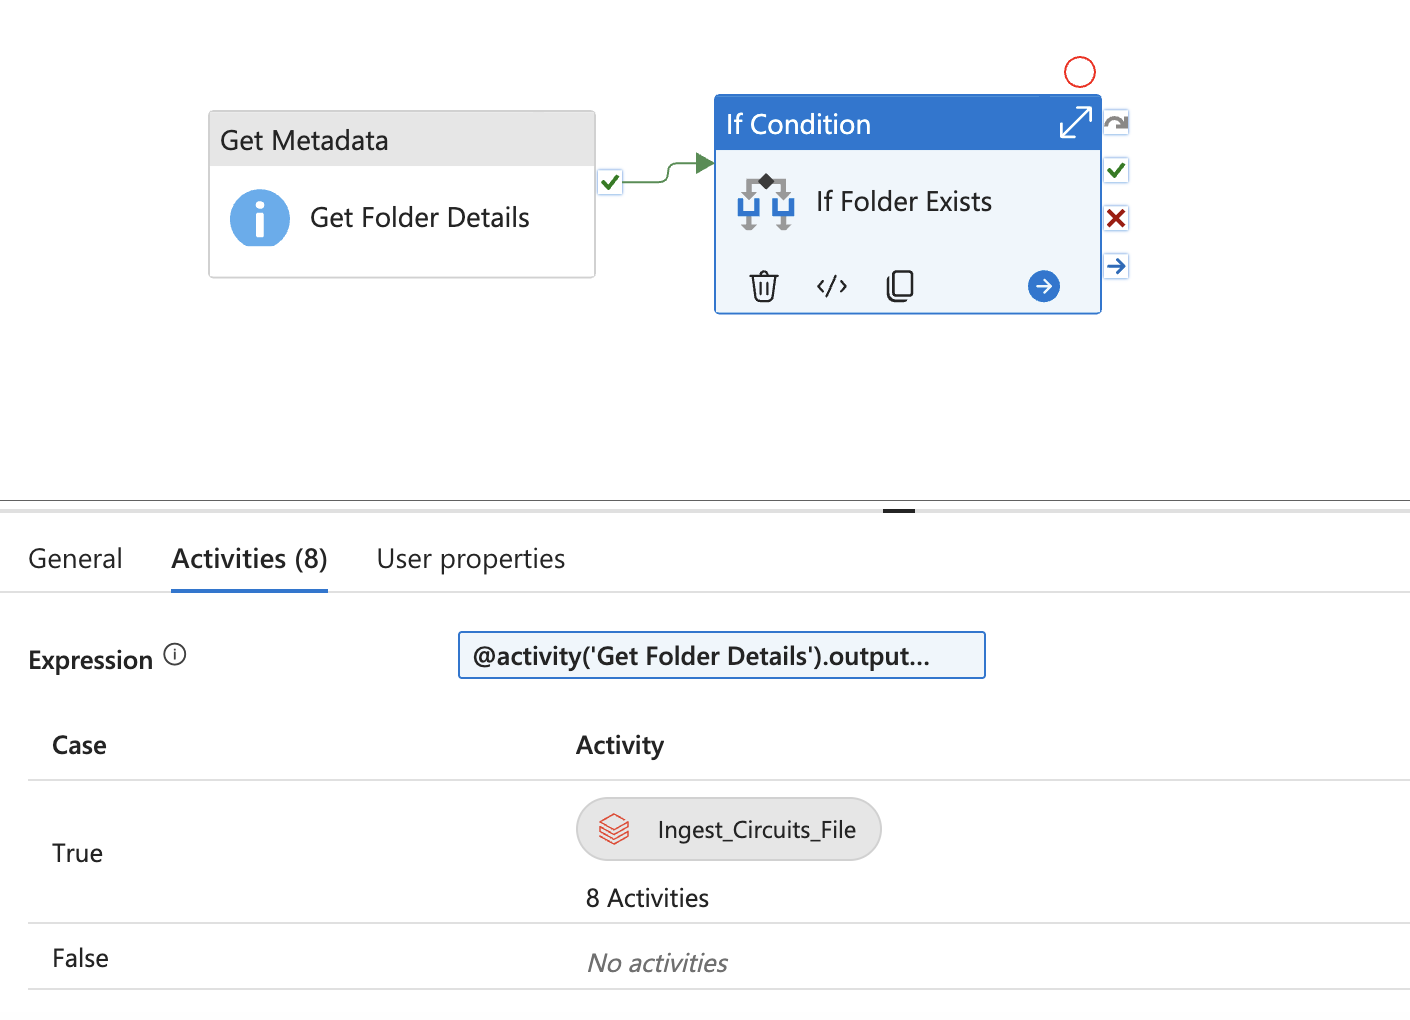 Get Metadata
Get Folder Details
If Condition
If Folder Exists
General
Activities (8)
User properties
Expression
@activity('Get Folder Details').output...
Case
Activity
True
Ingest_Circuits_File
8 Activities
False
No activities